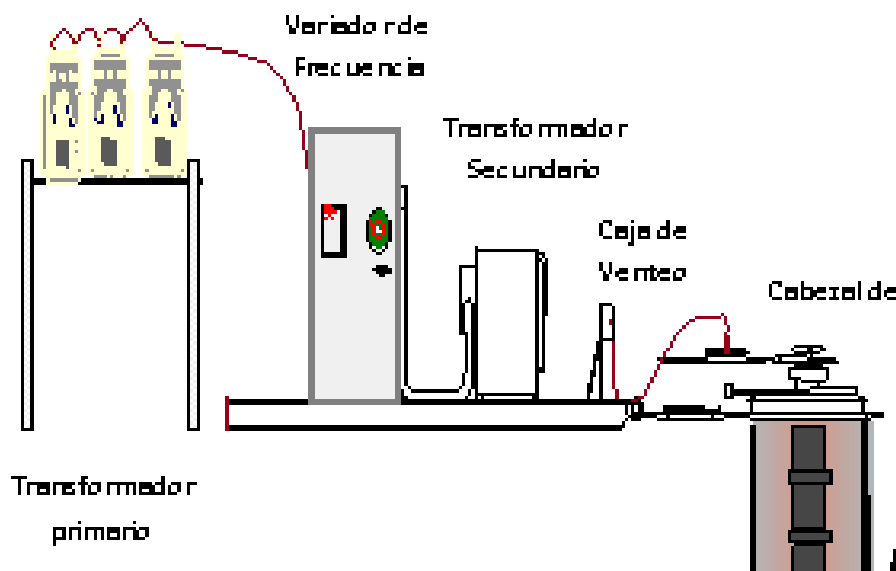 Variador de
Frecuencia
Transformador
Secundario
Caja de
Venteo
Cabezal de
Transformador
primario